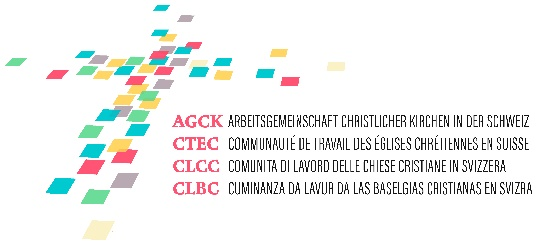 AGCK ARBEITSGEMEINSCHAFT CHRISTLICHER KIRCHEN IN DER SCHWEIZ
CTEC COMMUNAUTÉ DE TRAVAIL DES ÉGLISES CHRÉTIENNES EN SUISSE
CLCC COMUNITA DI LAVORO DELLE CHIESE CRISTIANE IN SVIZZERA
CLBC CUMINANZA DA LAVUR DA LAS BASELGIAS CRISTIANAS EN SVIZRA